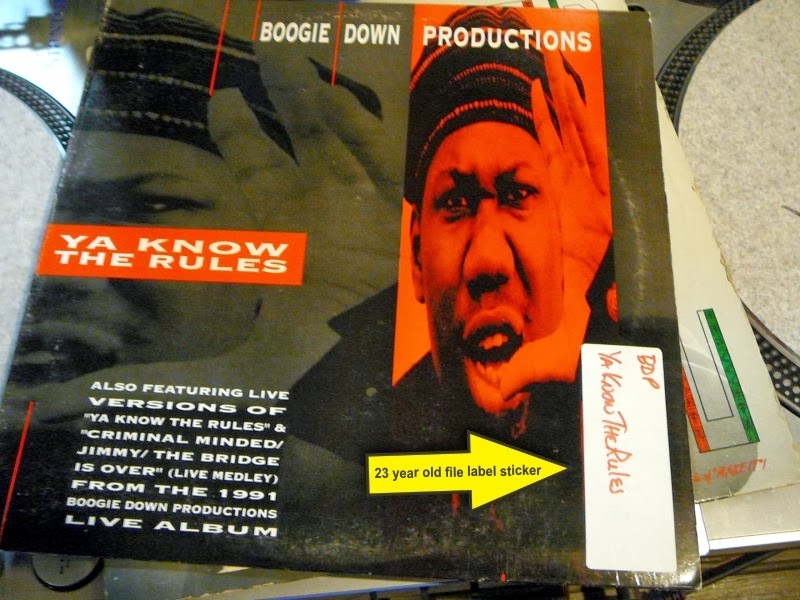 BOOGIE DOWN PRODUCTIONS
YA KNOW
THE RULES
ALSO FEATURING LIVE
VERSIONS OF
"YA KNOW THE RULES" &
"CRIMINAL MINDED/
JIMMY/ THE BRIDGE
IS OVER" (LIVE MEDLEY)
FROM THE 1991
BOOGIE DOWN PRODUCTIONS
LIVE ALBUM
23 year old file label sticker
BDP
YA KNOW THE RULES
"MAKE IT"!